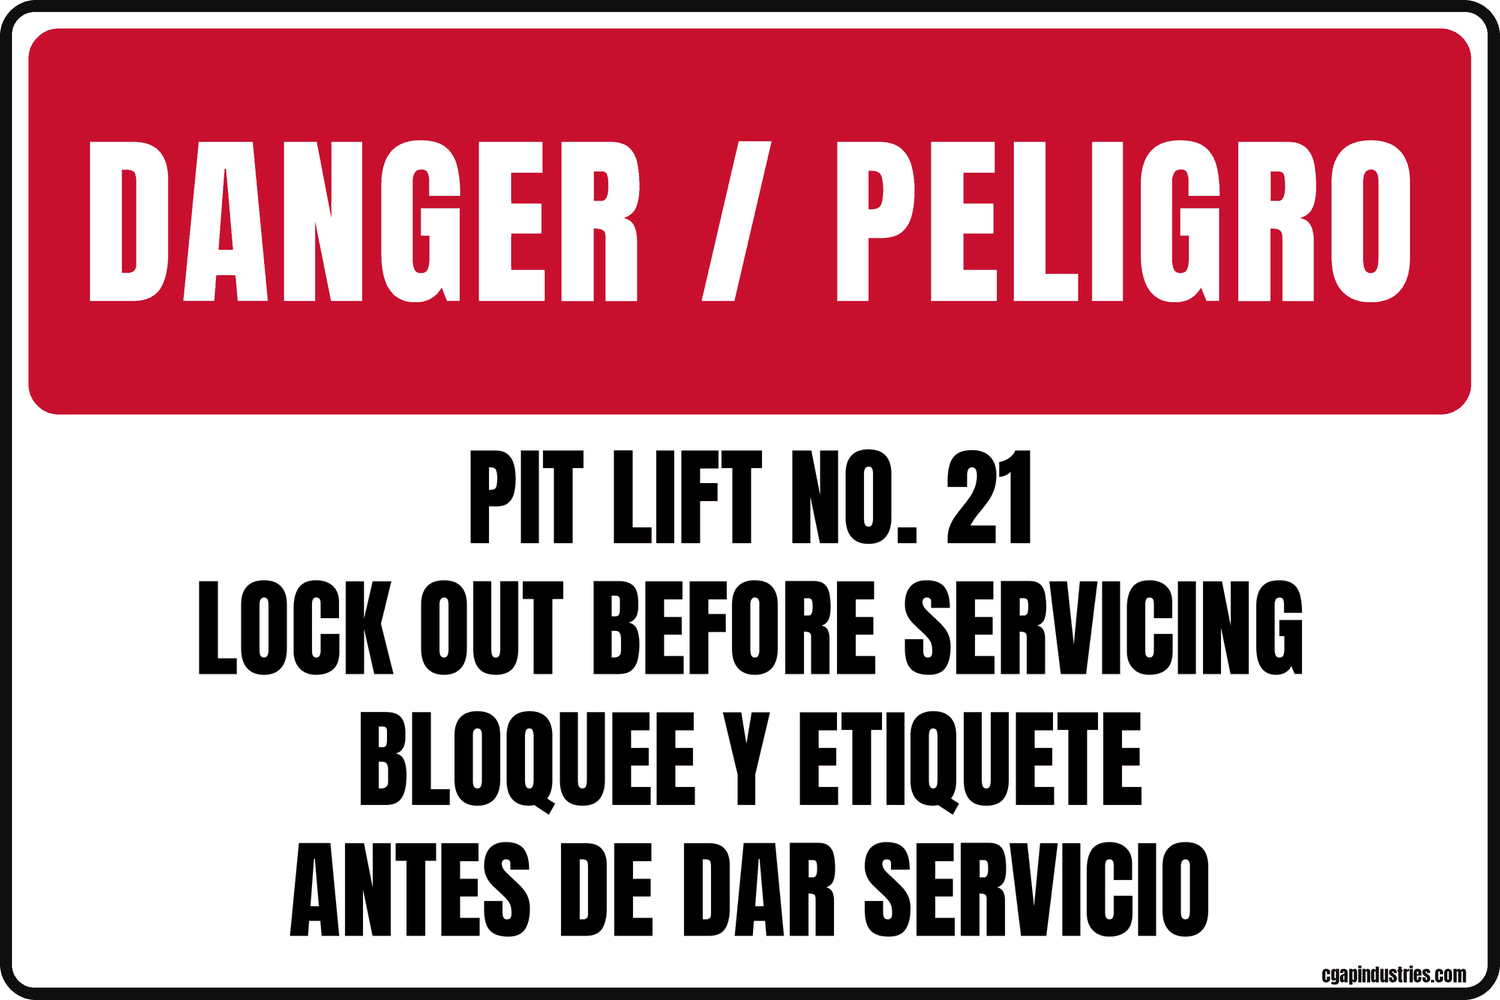 DANGER / PELIGRO
PIT LIFT NO. 21
LOCK OUT BEFORE SERVICING
BLOQUEE Y ETIQUETE
ANTES DE DAR SERVICIO
cgapindustries.com